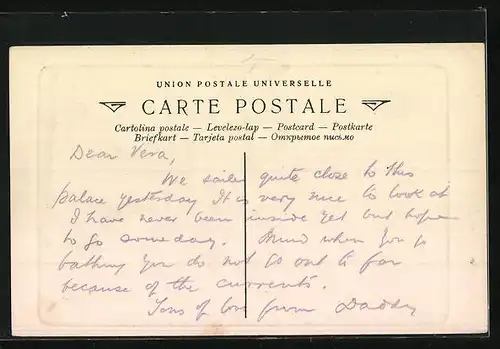 UNION POSTALE UNIVERSELLE
CARTE POSTALE
Cartolina postale — Levelezo-lap — Postcard — Postkarte
Briefkart — Tarjeta postal — Открытое письмо
Dear Vera,
We sailed quite close to this
palace yesterday It is very nice to look at
I have never been inside yet but hope
to go someday. Mind when you go
bathing you do not go out to far
because of the currents.
Tons of love from Daddy